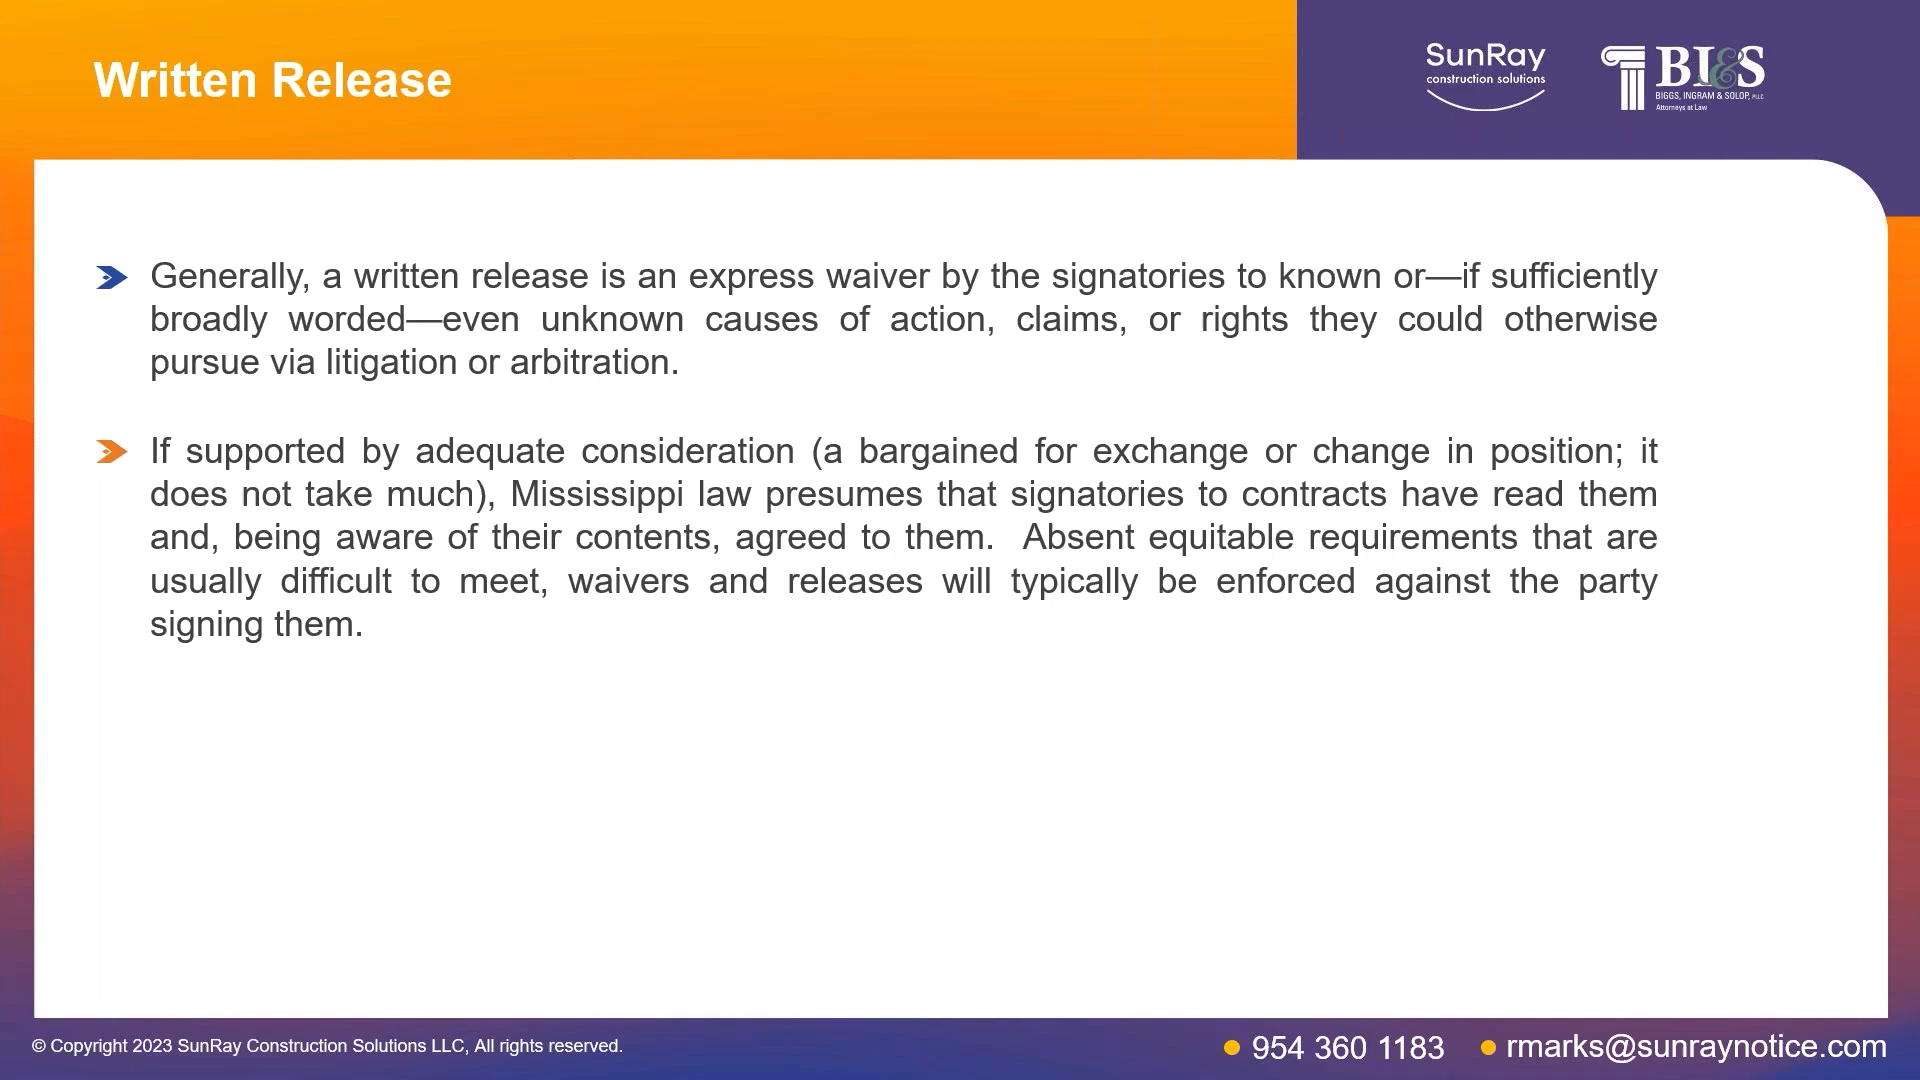 Written Release
SunRay
construction solutions
BI&S
BIGGS, INGRAM & SOLOP, PLLC
Attorneys at Law
Generally, a written release is an express waiver by the signatories to known or—if sufficiently
broadly worded—even unknown causes of action, claims, or rights they could otherwise
pursue via litigation or arbitration.
If supported by adequate consideration (a bargained for exchange or change in position; it
does not take much), Mississippi law presumes that signatories to contracts have read them
and, being aware of their contents, agreed to them.  Absent equitable requirements that are
usually difficult to meet, waivers and releases will typically be enforced against the party
signing them.
© Copyright 2023 SunRay Construction Solutions LLC, All rights reserved.
954 360 1183
rmarks@sunraynotice.com